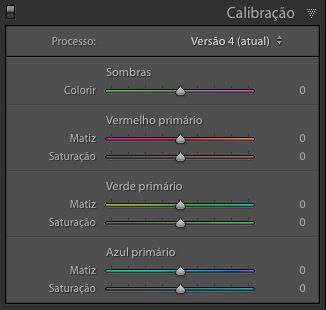 Calibração
Processo: Versão 4 (atual)
Sombras
Colorir 0
Vermelho primário
Matiz 0
Saturação 0
Verde primário
Matiz 0
Saturação 0
Azul primário
Matiz 0
Saturação 0